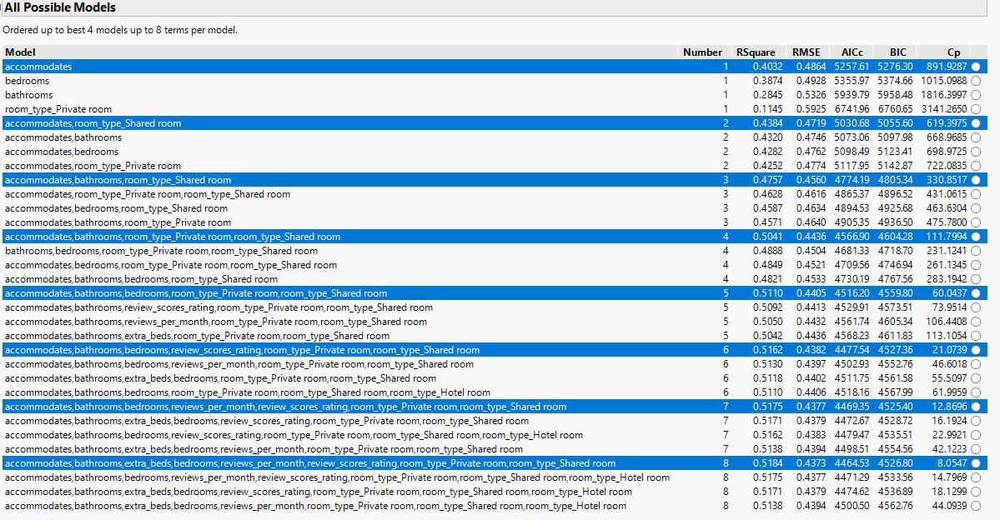 All Possible Models
Ordered up to best 4 models up to 8 terms per model.
Model Number RSquare RMSE AICc BIC Cp
accommodates 1 0.4032 0.4864 5257.61 5276.30 891.9287
bedrooms 1 0.3874 0.4928 5355.97 5374.66 1015.0988
bathrooms 1 0.2845 0.5326 5939.79 5958.48 1816.3997
room_type_Private room 1 0.1145 0.5925 6741.96 6760.65 3141.2650
accommodates,room_type_Shared room 2 0.4384 0.4719 5030.68 5055.60 619.3975
accommodates,bathrooms 2 0.4320 0.4746 5073.06 5097.98 668.9685
accommodates,bedrooms 2 0.4282 0.4762 5098.49 5123.41 698.9725
accommodates,room_type_Private room 2 0.4252 0.4774 5117.95 5142.87 722.0835
accommodates,bathrooms,room_type_Shared room 3 0.4757 0.4560 4774.19 4805.34 330.8517
accommodates,room_type_Private room,room_type_Shared room 3 0.4628 0.4616 4865.37 4896.52 431.0615
accommodates,bedrooms,room_type_Shared room 3 0.4587 0.4634 4894.53 4925.68 463.6304
accommodates,bathrooms,room_type_Private room 3 0.4571 0.4640 4905.35 4936.50 475.7800
accommodates,bathrooms,room_type_Private room,room_type_Shared room 4 0.5041 0.4436 4566.90 4604.28 111.7994
bathrooms,bedrooms,room_type_Private room,room_type_Shared room 4 0.4888 0.4504 4681.33 4718.70 231.1241
accommodates,bedrooms,room_type_Private room,room_type_Shared room 4 0.4849 0.4521 4709.56 4746.94 261.1345
accommodates,bathrooms,bedrooms,room_type_Shared room 4 0.4821 0.4533 4730.19 4767.56 283.1942
accommodates,bathrooms,bedrooms,room_type_Private room,room_type_Shared room 5 0.5110 0.4405 4516.20 4559.80 60.0437
accommodates,bathrooms,review_scores_rating,room_type_Private room,room_type_Shared room 5 0.5092 0.4413 4529.91 4573.51 73.9514
accommodates,bathrooms,reviews_per_month,room_type_Private room,room_type_Shared room 5 0.5050 0.4432 4561.74 4605.34 106.4408
accommodates,bathrooms,extra_beds,room_type_Private room,room_type_Shared room 5 0.5042 0.4436 4568.23 4611.83 113.1054
accommodates,bathrooms,bedrooms,review_scores_rating,room_type_Private room,room_type_Shared room 6 0.5162 0.4382 4477.54 4527.36 21.0739
accommodates,bathrooms,bedrooms,reviews_per_month,room_type_Private room,room_type_Shared room 6 0.5130 0.4397 4502.93 4552.76 46.6018
accommodates,bathrooms,extra_beds,bedrooms,room_type_Private room,room_type_Shared room 6 0.5118 0.4402 4511.75 4561.58 55.5097
accommodates,bathrooms,bedrooms,room_type_Private room,room_type_Shared room,room_type_Hotel room 6 0.5110 0.4406 4518.16 4567.99 61.9959
accommodates,bathrooms,bedrooms,reviews_per_month,review_scores_rating,room_type_Private room,room_type_Shared room 7 0.5175 0.4377 4469.35 4525.40 12.8696
accommodates,bathrooms,extra_beds,bedrooms,review_scores_rating,room_type_Private room,room_type_Shared room 7 0.5171 0.4379 4472.67 4528.72 16.1924
accommodates,bathrooms,bedrooms,review_scores_rating,room_type_Private room,room_type_Shared room,room_type_Hotel room 7 0.5162 0.4383 4479.47 4535.51 22.9921
accommodates,bathrooms,extra_beds,bedrooms,reviews_per_month,room_type_Private room,room_type_Shared room 7 0.5138 0.4394 4498.51 4554.56 42.1223
accommodates,bathrooms,extra_beds,bedrooms,reviews_per_month,review_scores_rating,room_type_Private room,room_type_Shared room 8 0.5184 0.4373 4464.53 4526.80 8.0547
accommodates,bathrooms,bedrooms,reviews_per_month,review_scores_rating,room_type_Private room,room_type_Shared room,room_type_Hotel room 8 0.5175 0.4377 4471.29 4533.56 14.7969
accommodates,bathrooms,extra_beds,bedrooms,review_scores_rating,room_type_Private room,room_type_Shared room,room_type_Hotel room 8 0.5171 0.4379 4474.62 4536.89 18.1299
accommodates,bathrooms,extra_beds,bedrooms,reviews_per_month,room_type_Private room,room_type_Shared room,room_type_Hotel room 8 0.5138 0.4394 4500.50 4562.76 44.0939